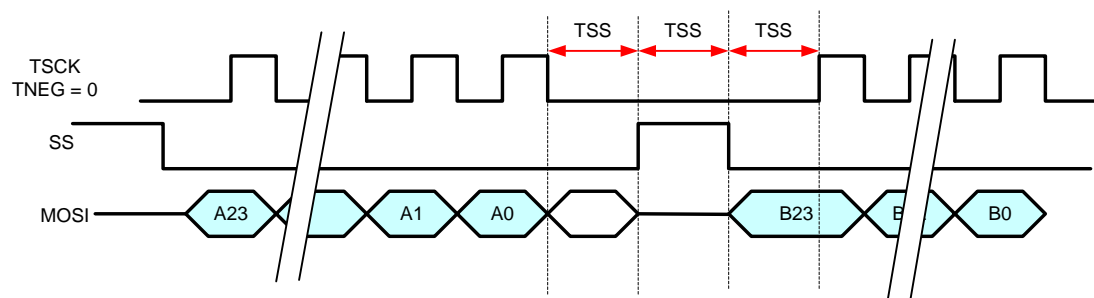 TSS TSS TSS
TSCK
TNEG = 0
SS
MOSI A23 A1 A0 B23 B0